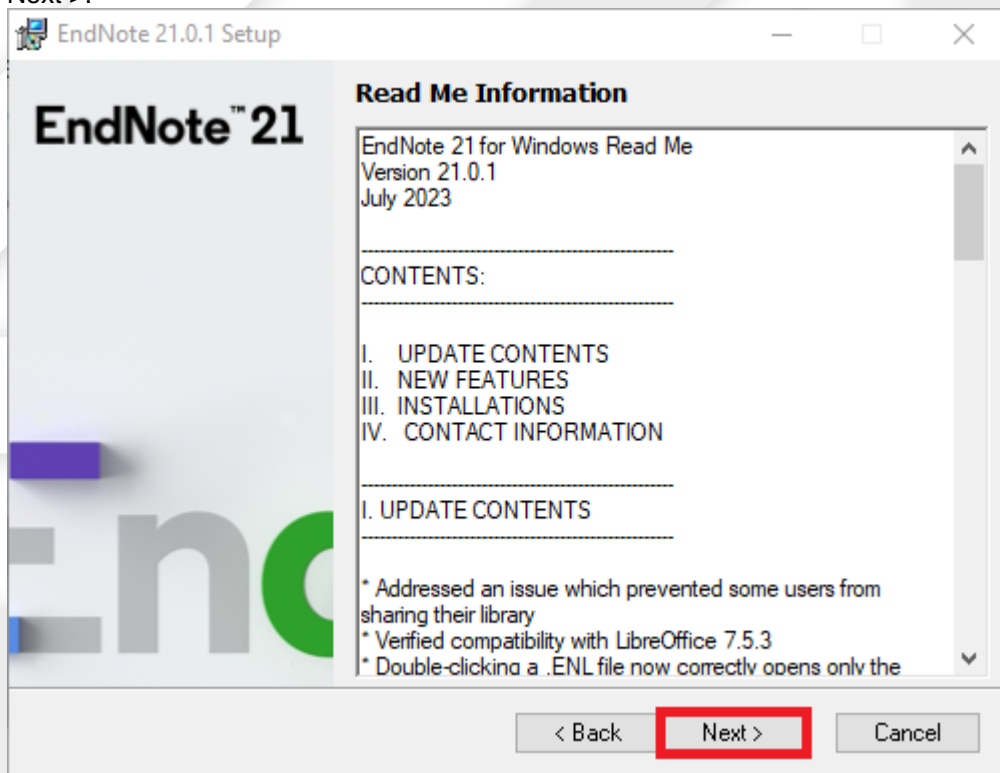 Next >.
EndNote 21.0.1 Setup
EndNote™21
Read Me Information
EndNote 21 for Windows Read Me
Version 21.0.1
July 2023
------------------------------------------------------------
CONTENTS:
------------------------------------------------------------
I. UPDATE CONTENTS
II. NEW FEATURES
III. INSTALLATIONS
IV. CONTACT INFORMATION
------------------------------------------------------------
I. UPDATE CONTENTS
------------------------------------------------------------
* Addressed an issue which prevented some users from
sharing their library
* Verified compatibility with LibreOffice 7.5.3
* Double-clicking a .ENL file now correctly opens only the
< Back Next > Cancel